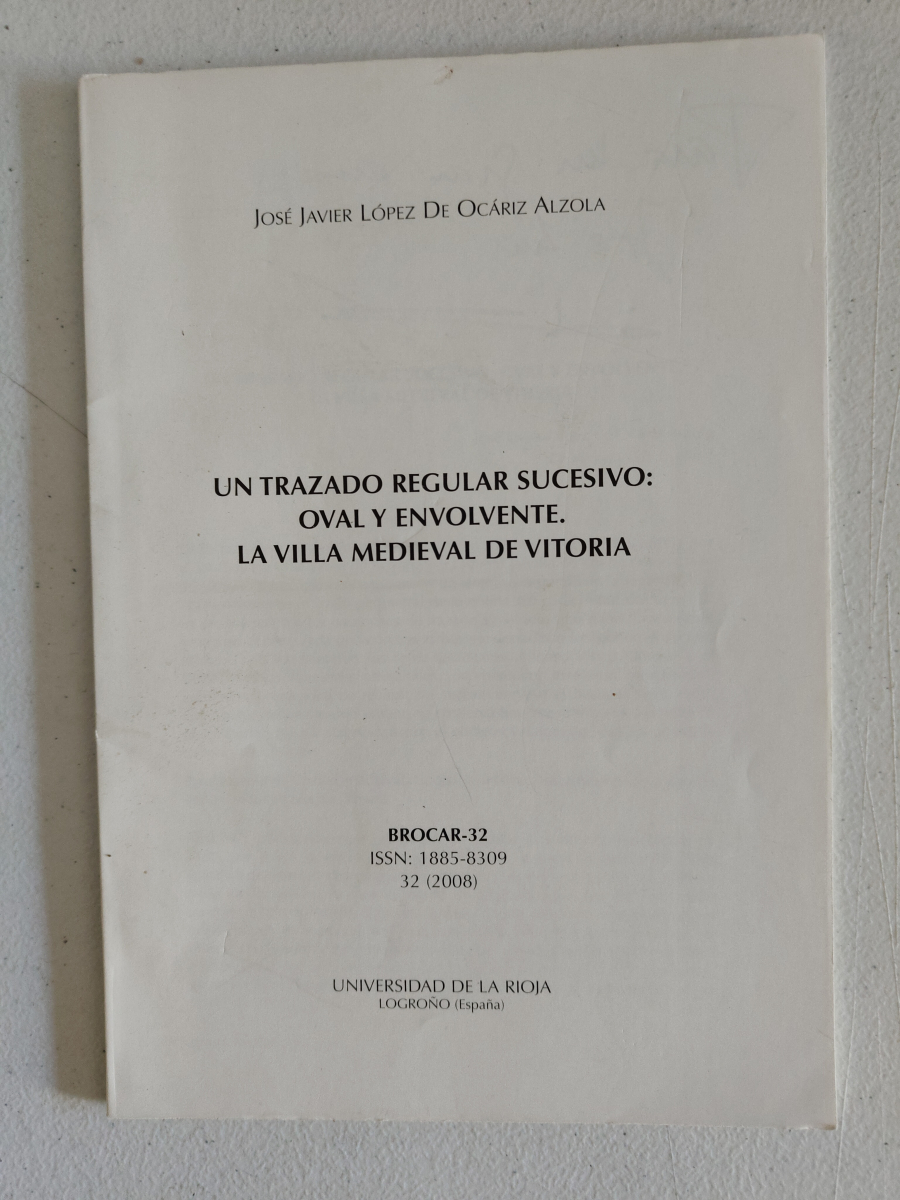 JOSÉ JAVIER LÓPEZ DE OCÁRIZ ALZOLA
UN TRAZADO REGULAR SUCESIVO:
OVAL Y ENVOLVENTE.
LA VILLA MEDIEVAL DE VITORIA
BROCAR-32
ISSN: 1885-8309
32 (2008)
UNIVERSIDAD DE LA RIOJA
LOGROÑO (España)